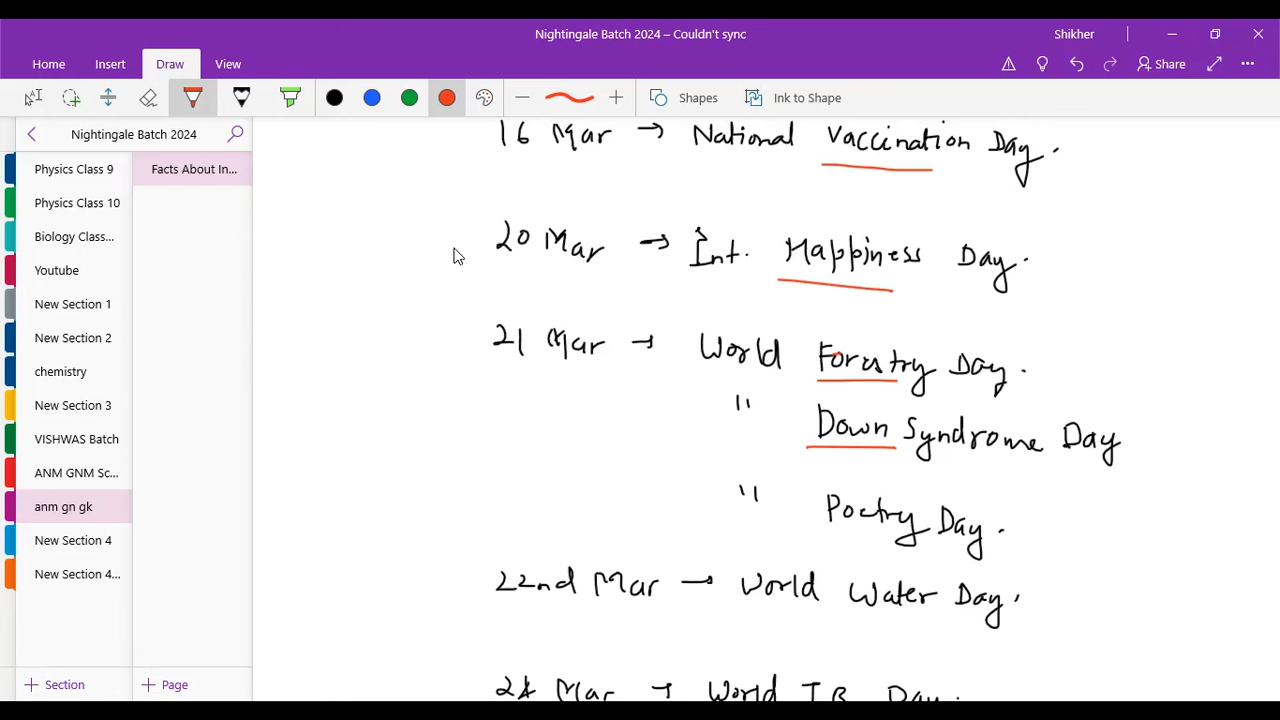 Nightingale Batch 2024 – Couldn't sync
Shikher
Home Insert Draw View
Share
Shapes
Ink to Shape
Nightingale Batch 2024
Physics Class 9
Physics Class 10
Biology Class...
Youtube
New Section 1
New Section 2
chemistry
New Section 3
VISHWAS Batch
ANM GNM Sc...
anm gn gk
New Section 4
New Section 4...
+ Section
Facts About In...
+ Page
16 Mar → National Vaccination Day.
20 Mar → Int. Happiness Day.
21 Mar → World Forestry Day.
" Down Syndrome Day
" Poetry Day.
22nd Mar → World Water Day.
24 Mar → World T.B. Day.